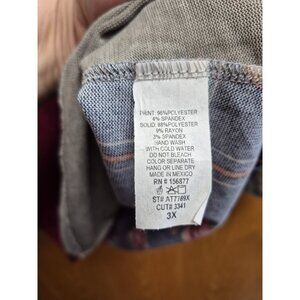 PRINT: 96%POLYESTER
4% SPANDEX
SOLID: 88%POLYESTER
9% RAYON
3% SPANDEX
HAND WASH
WITH COLD WATER
DO NOT BLEACH
COLOR SEPARATE
HANG OR LINE DRY
MADE IN MEXICO
RN # 156877
ST# AT7789X
CUT# 3341
3X